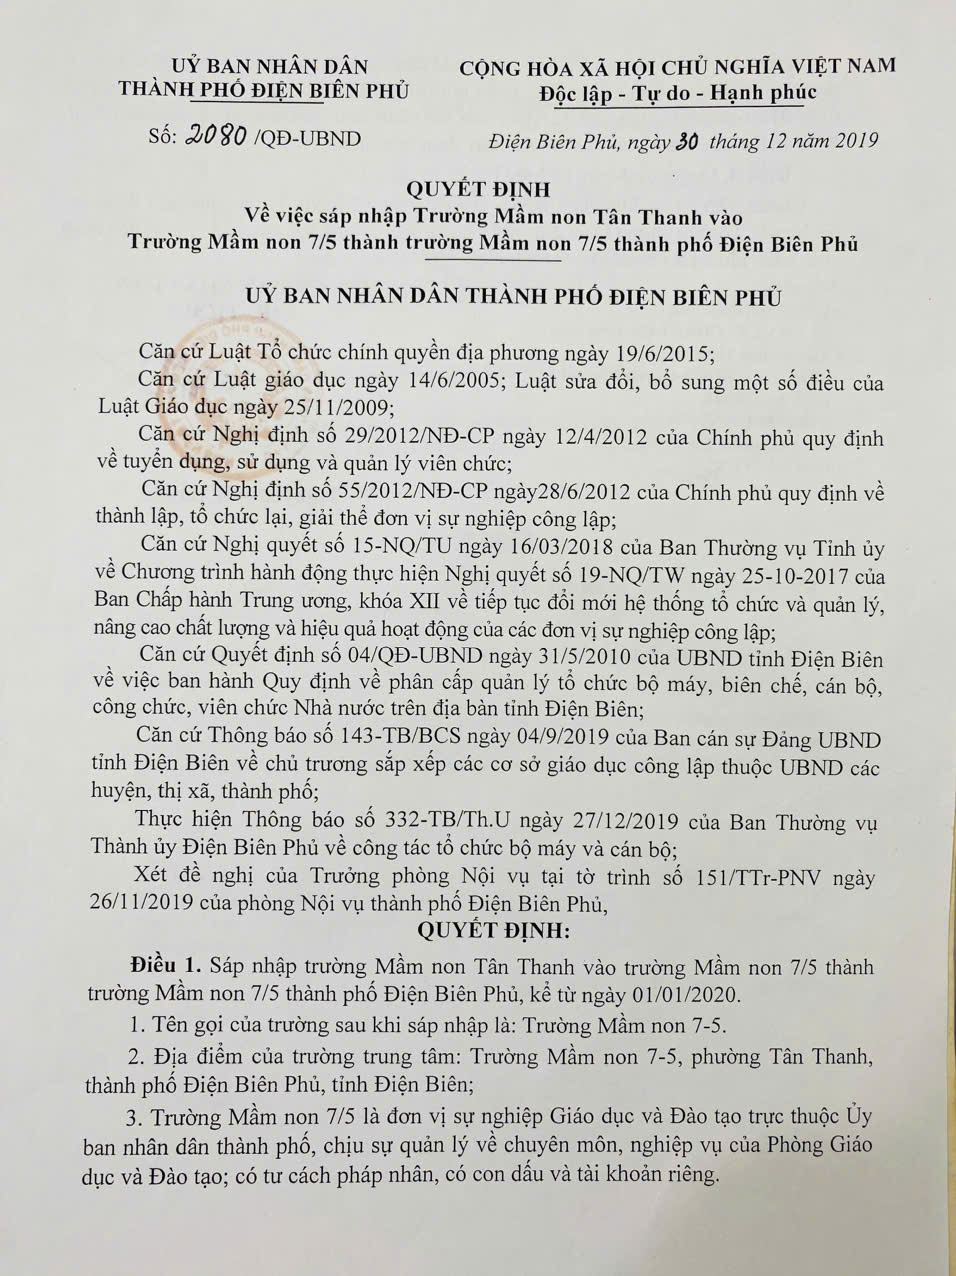 UỶ BAN NHÂN DÂN
THÀNH PHỐ ĐIỆN BIÊN PHỦ
CỘNG HÒA XÃ HỘI CHỦ NGHĨA VIỆT NAM
Độc lập - Tự do - Hạnh phúc
Số: 2080/QĐ-UBND
Điện Biên Phủ, ngày 30 tháng 12 năm 2019
QUYẾT ĐỊNH
Về việc sáp nhập Trường Mầm non Tân Thanh vào
Trường Mầm non 7/5 thành trường Mầm non 7/5 thành phố Điện Biên Phủ
UỶ BAN NHÂN DÂN THÀNH PHỐ ĐIỆN BIÊN PHỦ
Căn cứ Luật Tổ chức chính quyền địa phương ngày 19/6/2015;
Căn cứ Luật giáo dục ngày 14/6/2005; Luật sửa đổi, bổ sung một số điều của
Luật Giáo dục ngày 25/11/2009;
Căn cứ Nghị định số 29/2012/NĐ-CP ngày 12/4/2012 của Chính phủ quy định
về tuyển dụng, sử dụng và quản lý viên chức;
Căn cứ Nghị định số 55/2012/NĐ-CP ngày28/6/2012 của Chính phủ quy định về
thành lập, tổ chức lại, giải thể đơn vị sự nghiệp công lập;
Căn cứ Nghị quyết số 15-NQ/TU ngày 16/03/2018 của Ban Thường vụ Tỉnh ủy
về Chương trình hành động thực hiện Nghị quyết số 19-NQ/TW ngày 25-10-2017 của
Ban Chấp hành Trung ương, khóa XII về tiếp tục đổi mới hệ thống tổ chức và quản lý,
nâng cao chất lượng và hiệu quả hoạt động của các đơn vị sự nghiệp công lập;
Căn cứ Quyết định số 04/QĐ-UBND ngày 31/5/2010 của UBND tỉnh Điện Biên
về việc ban hành Quy định về phân cấp quản lý tổ chức bộ máy, biên chế, cán bộ,
công chức, viên chức Nhà nước trên địa bàn tỉnh Điện Biên;
Căn cứ Thông báo số 143-TB/BCS ngày 04/9/2019 của Ban cán sự Đảng UBND
tỉnh Điện Biên về chủ trương sắp xếp các cơ sở giáo dục công lập thuộc UBND các
huyện, thị xã, thành phố;
Thực hiện Thông báo số 332-TB/Th.U ngày 27/12/2019 của Ban Thường vụ
Thành ủy Điện Biên Phủ về công tác tổ chức bộ máy và cán bộ;
Xét đề nghị của Trưởng phòng Nội vụ tại tờ trình số 151/TTr-PNV ngày
26/11/2019 của phòng Nội vụ thành phố Điện Biên Phủ,
QUYẾT ĐỊNH:
Điều 1. Sáp nhập trường Mầm non Tân Thanh vào trường Mầm non 7/5 thành
trường Mầm non 7/5 thành phố Điện Biên Phủ, kể từ ngày 01/01/2020.
1. Tên gọi của trường sau khi sáp nhập là: Trường Mầm non 7-5.
2. Địa điểm của trường trung tâm: Trường Mầm non 7-5, phường Tân Thanh,
thành phố Điện Biên Phủ, tỉnh Điện Biên;
3. Trường Mầm non 7/5 là đơn vị sự nghiệp Giáo dục và Đào tạo trực thuộc Ủy
ban nhân dân thành phố, chịu sự quản lý về chuyên môn, nghiệp vụ của Phòng Giáo
dục và Đào tạo; có tư cách pháp nhân, có con dấu và tài khoản riêng.